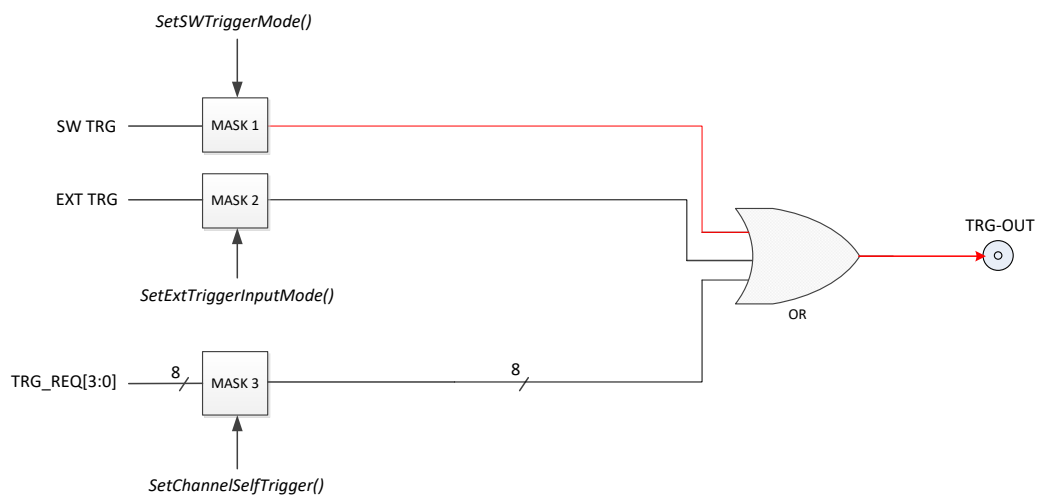 SetSWTriggerMode()
SW TRG
MASK 1
EXT TRG
MASK 2
TRG-OUT
SetExtTriggerInputMode()
OR
TRG_REQ[3:0]
8
MASK 3
8
SetChannelSelfTrigger()